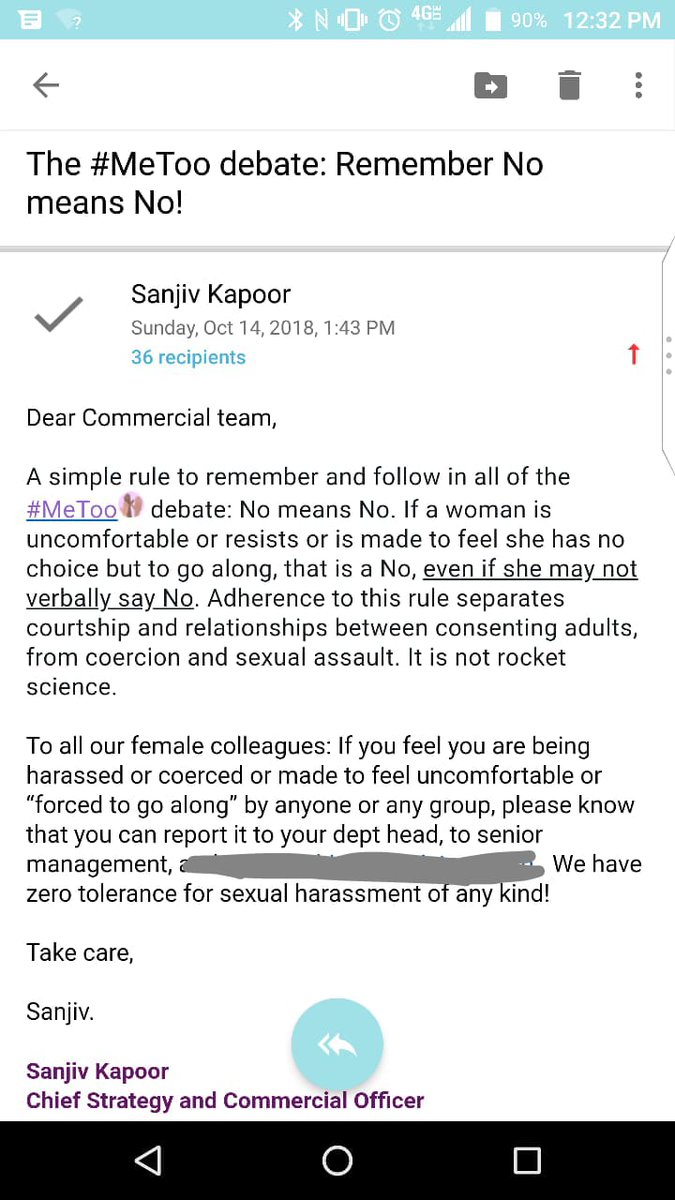 4G
90%
12:32 PM
The #MeToo debate: Remember No
means No!
Sanjiv Kapoor
Sunday, Oct 14, 2018, 1:43 PM
36 recipients
Dear Commercial team,
A simple rule to remember and follow in all of the
#MeToo debate: No means No. If a woman is
uncomfortable or resists or is made to feel she has no
choice but to go along, that is a No, even if she may not
verbally say No. Adherence to this rule separates
courtship and relationships between consenting adults,
from coercion and sexual assault. It is not rocket
science.
To all our female colleagues: If you feel you are being
harassed or coerced or made to feel uncomfortable or
“forced to go along” by anyone or any group, please know
that you can report it to your dept head, to senior
management, We have
zero tolerance for sexual harassment of any kind!
Take care,
Sanjiv.
Sanjiv Kapoor
Chief Strategy and Commercial Officer